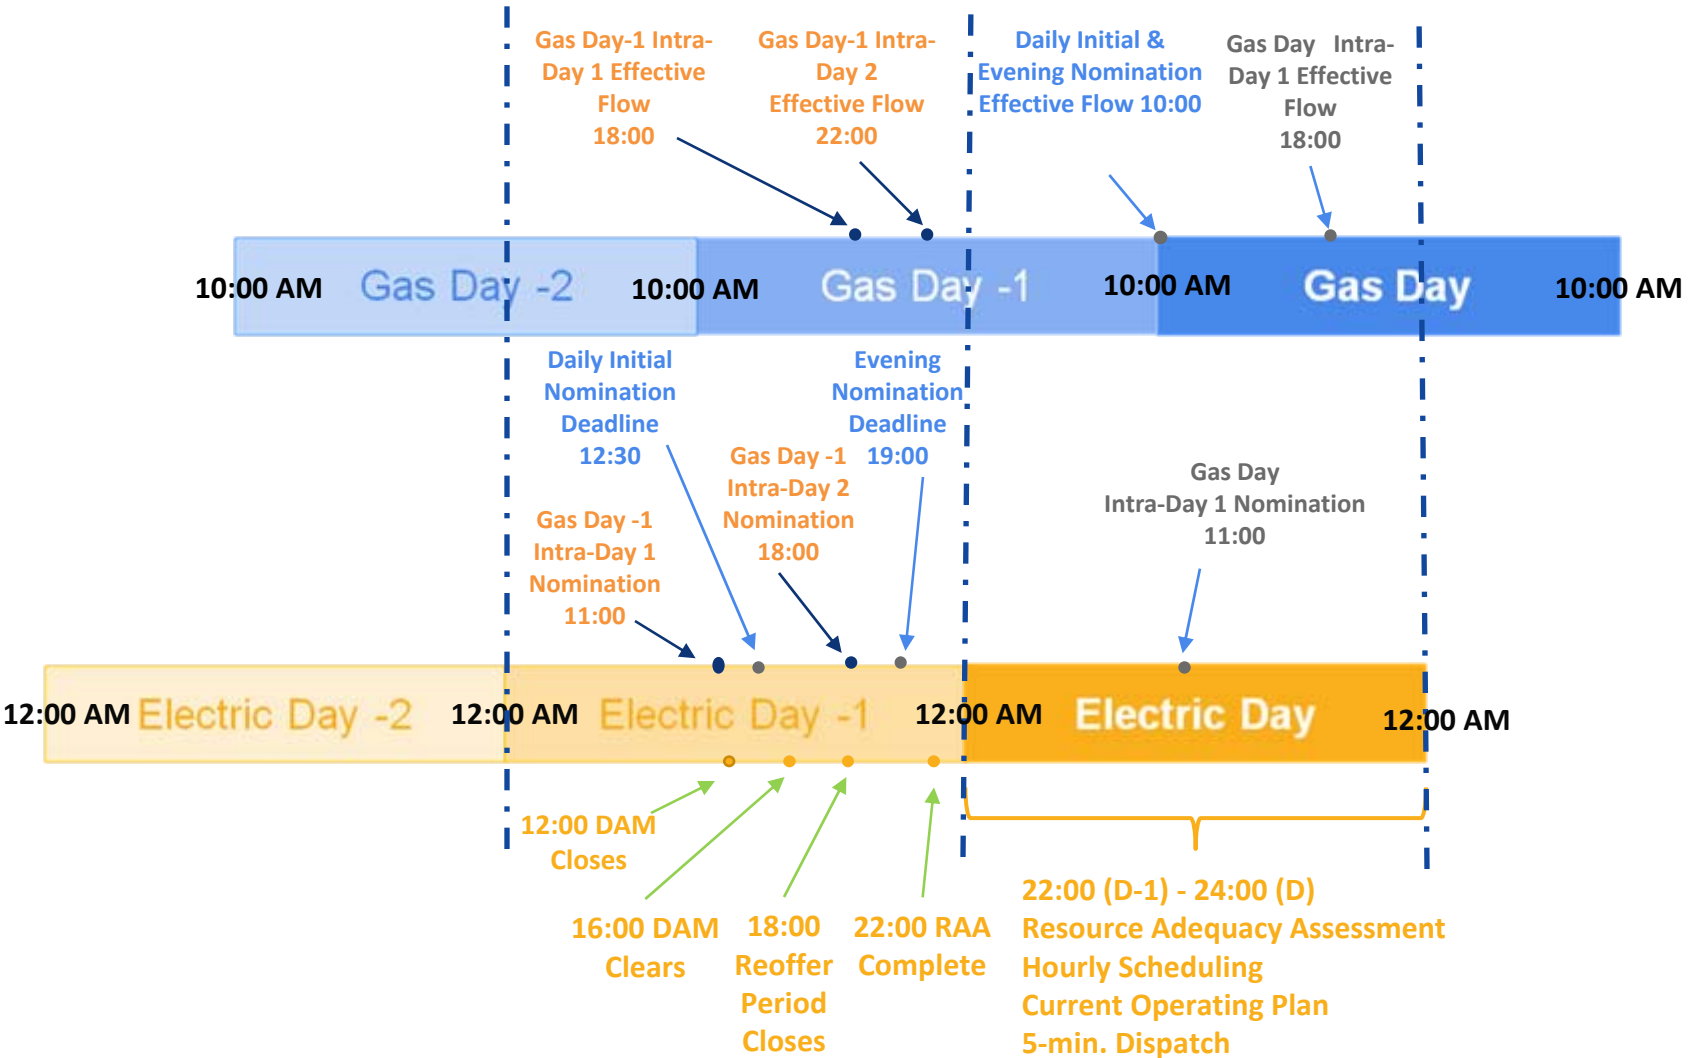 Gas Day-1 Intra-
Day 1 Effective
Flow
18:00
Gas Day-1 Intra-
Day 2
Effective Flow
22:00
Daily Initial &
Evening Nomination
Effective Flow 10:00
Gas Day Intra-
Day 1 Effective
Flow
18:00
10:00 AM
Gas Day -2
10:00 AM
Gas Day -1
10:00 AM
Gas Day
10:00 AM
Daily Initial
Nomination
Deadline
12:30
Evening
Nomination
Deadline
19:00
Gas Day -1
Intra-Day 2
Nomination
18:00
Gas Day -1
Intra-Day 1
Nomination
11:00
Gas Day
Intra-Day 1 Nomination
11:00
12:00 AM
Electric Day -2
12:00 AM
Electric Day -1
12:00 AM
Electric Day
12:00 AM
12:00 DAM
Closes
16:00 DAM
Clears
18:00
Reoffer
Period
Closes
22:00 RAA
Complete
22:00 (D-1) - 24:00 (D)
Resource Adequacy Assessment
Hourly Scheduling
Current Operating Plan
5-min. Dispatch